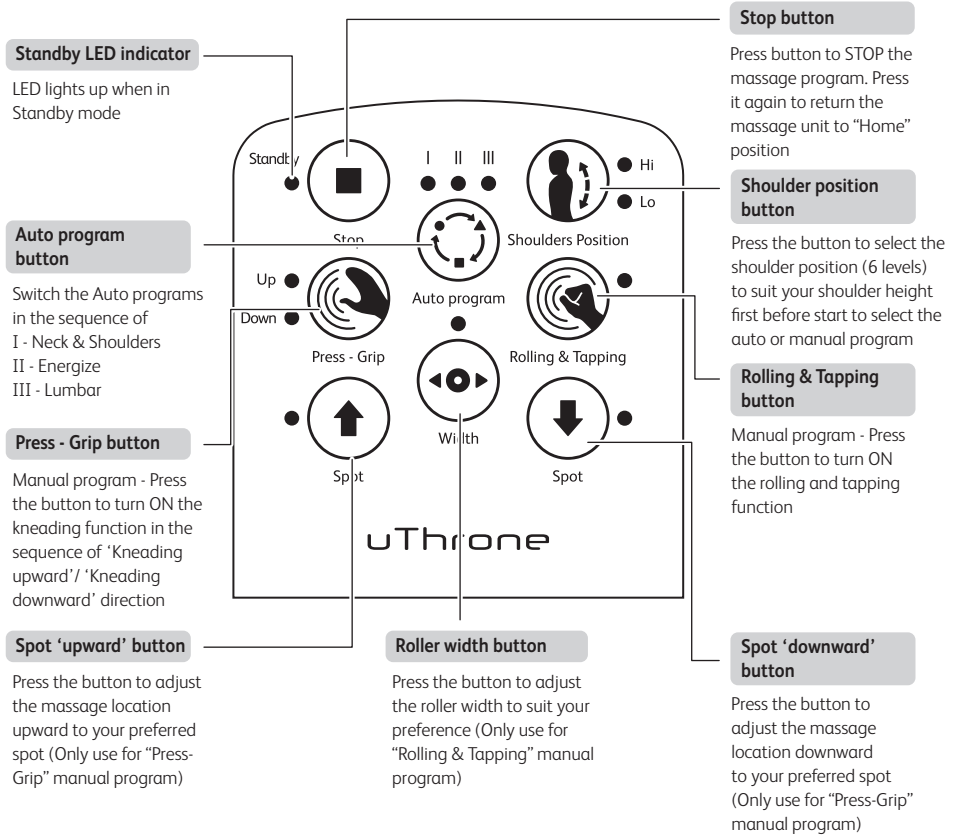 Stop button
Press button to STOP the
massage program. Press
it again to return the
massage unit to “Home”
position
Standby LED indicator
LED lights up when in
Standby mode
Shoulder position
button
Press the button to select the
shoulder position (6 levels)
to suit your shoulder height
first before start to select the
auto or manual program
Auto program
button
Switch the Auto programs
in the sequence of
I - Neck & Shoulders
II - Energize
III - Lumbar
Standby
I II III
Hi
Lo
Stop
Shoulders Position
Up
Down
Auto program
Press - Grip
Rolling & Tapping
Width
Spot
Spot
uThrone
Rolling & Tapping
button
Manual program - Press
the button to turn ON
the rolling and tapping
function
Press - Grip button
Manual program - Press
the button to turn ON the
kneading function in the
sequence of ‘Kneading
upward’/ ‘Kneading
downward’ direction
Spot ‘upward’ button
Press the button to adjust
the massage location
upward to your preferred
spot (Only use for “Press-
Grip” manual program)
Roller width button
Press the button to adjust
the roller width to suit your
preference (Only use for
“Rolling & Tapping” manual
program)
Spot ‘downward’
button
Press the button to
adjust the massage
location downward
to your preferred spot
(Only use for “Press-Grip”
manual program)